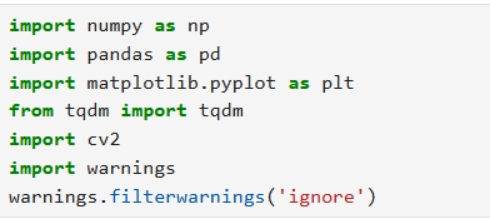 import numpy as np
import pandas as pd
import matplotlib.pyplot as plt
from tqdm import tqdm
import cv2
import warnings
warnings.filterwarnings('ignore')